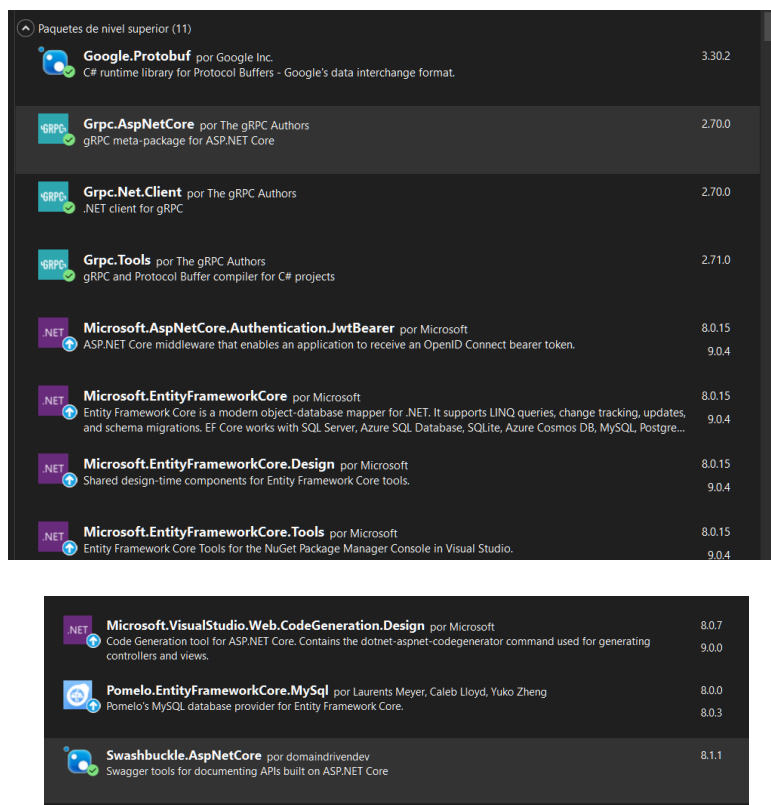 Paquetes de nivel superior (11)
Google.Protobuf por Google Inc. 3.30.2
C# runtime library for Protocol Buffers - Google's data interchange format.
GRPC Grpc.AspNetCore por The gRPC Authors 2.70.0
gRPC meta-package for ASP.NET Core
GRPC Grpc.Net.Client por The gRPC Authors 2.70.0
.NET client for gRPC
GRPC Grpc.Tools por The gRPC Authors 2.71.0
gRPC and Protocol Buffer compiler for C# projects
.NET Microsoft.AspNetCore.Authentication.JwtBearer por Microsoft 8.0.15
ASP.NET Core middleware that enables an application to receive an OpenID Connect bearer token. 9.0.4
.NET Microsoft.EntityFrameworkCore por Microsoft 8.0.15
Entity Framework Core is a modern object-database mapper for .NET. It supports LINQ queries, change tracking, updates, 9.0.4
and schema migrations. EF Core works with SQL Server, Azure SQL Database, SQLite, Azure Cosmos DB, MySQL, Postgre...
.NET Microsoft.EntityFrameworkCore.Design por Microsoft 8.0.15
Shared design-time components for Entity Framework Core tools. 9.0.4
.NET Microsoft.EntityFrameworkCore.Tools por Microsoft 8.0.15
Entity Framework Core Tools for the NuGet Package Manager Console in Visual Studio. 9.0.4
.NET Microsoft.VisualStudio.Web.CodeGeneration.Design por Microsoft 8.0.7
Code Generation tool for ASP.NET Core. Contains the dotnet-aspnet-codegenerator command used for generating 9.0.0
controllers and views.
Pomelo.EntityFrameworkCore.MySql por Laurents Meyer, Caleb Lloyd, Yuko Zheng 8.0.0
Pomelo's MySQL database provider for Entity Framework Core. 8.0.3
Swashbuckle.AspNetCore por domaindrivendev 8.1.1
Swagger tools for documenting APIs built on ASP.NET Core